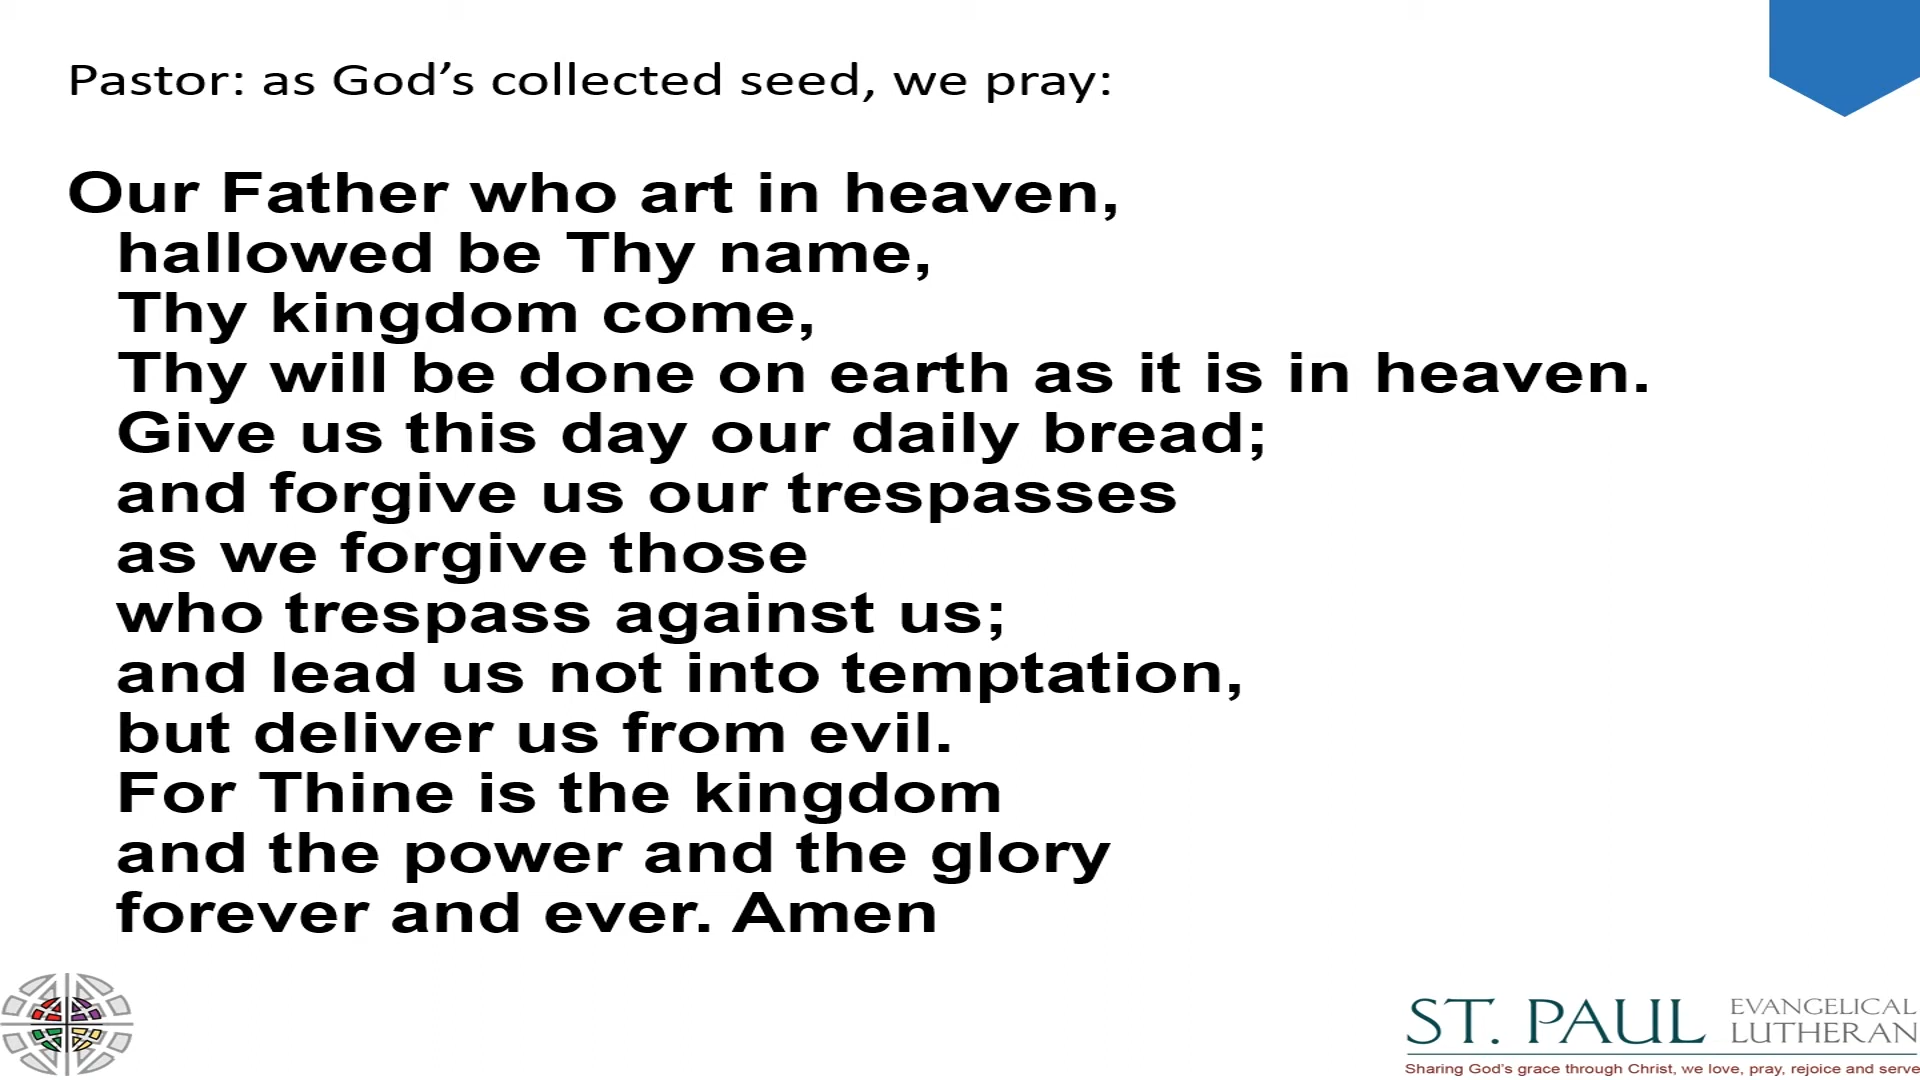 Pastor: as God’s collected seed, we pray:
Our Father who art in heaven,
hallowed be Thy name,
Thy kingdom come,
Thy will be done on earth as it is in heaven.
Give us this day our daily bread;
and forgive us our trespasses
as we forgive those
who trespass against us;
and lead us not into temptation,
but deliver us from evil.
For Thine is the kingdom
and the power and the glory
forever and ever. Amen
ST. PAUL EVANGELICAL
LUTHERAN
Sharing God's grace through Christ, we love, pray, rejoice and serve